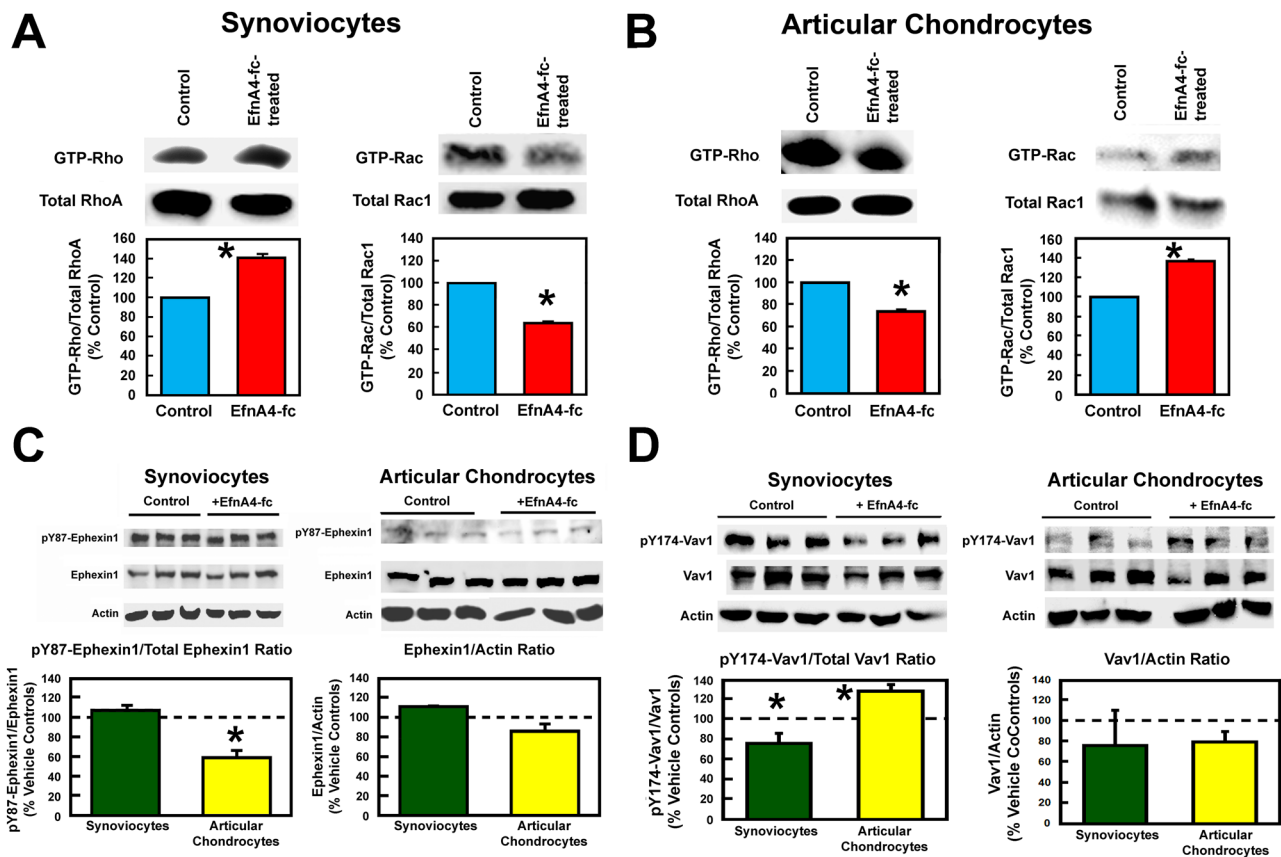 A
Synoviocytes
Control
EfnA4-fc-
treated
Control
EfnA4-fc-
treated
GTP-Rho
Total RhoA
GTP-Rac
Total Rac1
GTP-Rho/Total RhoA
(% Control)
160
140
120
100
80
60
40
20
0
*
Control
EfnA4-fc
GTP-Rac/Total Rac1
(% Control)
140
120
100
80
60
40
20
0
*
Control
EfnA4-fc
B
Articular Chondrocytes
Control
EfnA4-fc-
treated
Control
EfnA4-fc-
treated
GTP-Rho
Total RhoA
GTP-Rac
Total Rac1
GTP-Rho/Total RhoA
(% Control)
140
120
100
80
60
40
20
0
*
Control
EfnA4-fc
GTP-Rac/Total Rac1
(% Control)
160
140
120
100
80
60
40
20
0
*
Control
EfnA4-fc
C
Synoviocytes
Control
+EfnA4-fc
pY87-Ephexin1
Ephexin1
Actin
Articular Chondrocytes
Control
+EfnA4-fc
pY87-Ephexin1
Ephexin1
Actin
pY87-Ephexin1/Total Ephexin1 Ratio
pY87-Ephexin1/Ephexin1
(% Vehicle Controls)
140
120
100
80
60
40
20
0
*
Synoviocytes
Articular
Chondrocytes
Ephexin1/Actin Ratio
Ephexin1/Actin
(% Vehicle Controls)
140
120
100
80
60
40
20
0
Synoviocytes
Articular
Chondrocytes
D
Synoviocytes
Control
+ EfnA4-fc
pY174-Vav1
Vav1
Actin
Articular Chondrocytes
Control
+ EfnA4-fc
pY174-Vav1
Vav1
Actin
pY174-Vav1/Total Vav1 Ratio
pY174-Vav1/Vav1
(% Vehicle Controls)
140
120
100
80
60
40
20
0
*
*
Synoviocytes
Articular
Chondrocytes
Vav1/Actin Ratio
Vav1/Actin
(% Vehicle CoControls)
140
120
100
80
60
40
20
0
Synoviocytes
Articular
Chondrocytes